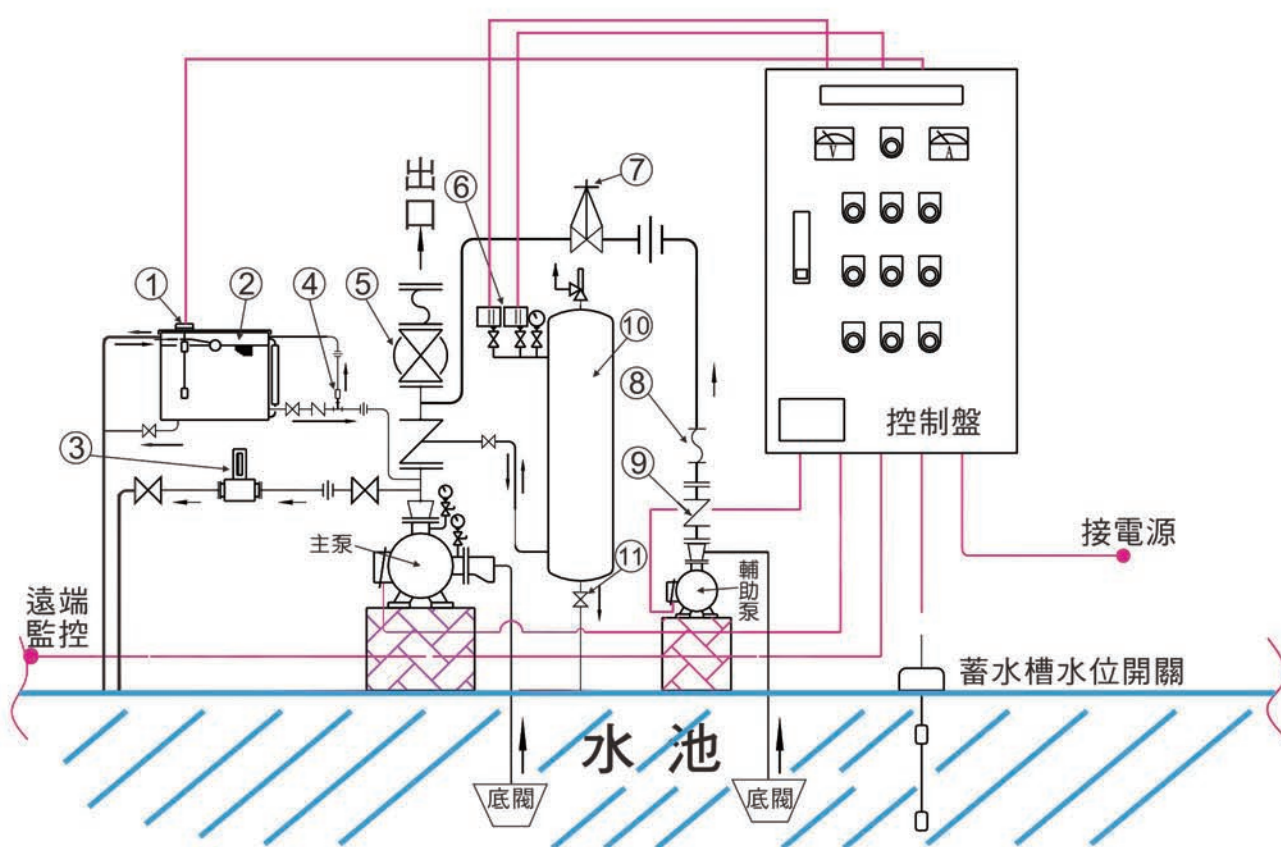 出
口
⑥
⑦
V
A
①
②
④
⑤
⑩
控制盤
⑧
③
⑨
接電源
主泵
⑪
輔助泵
遠端
監控
蓄水槽水位開關
水池
底閥
底閥